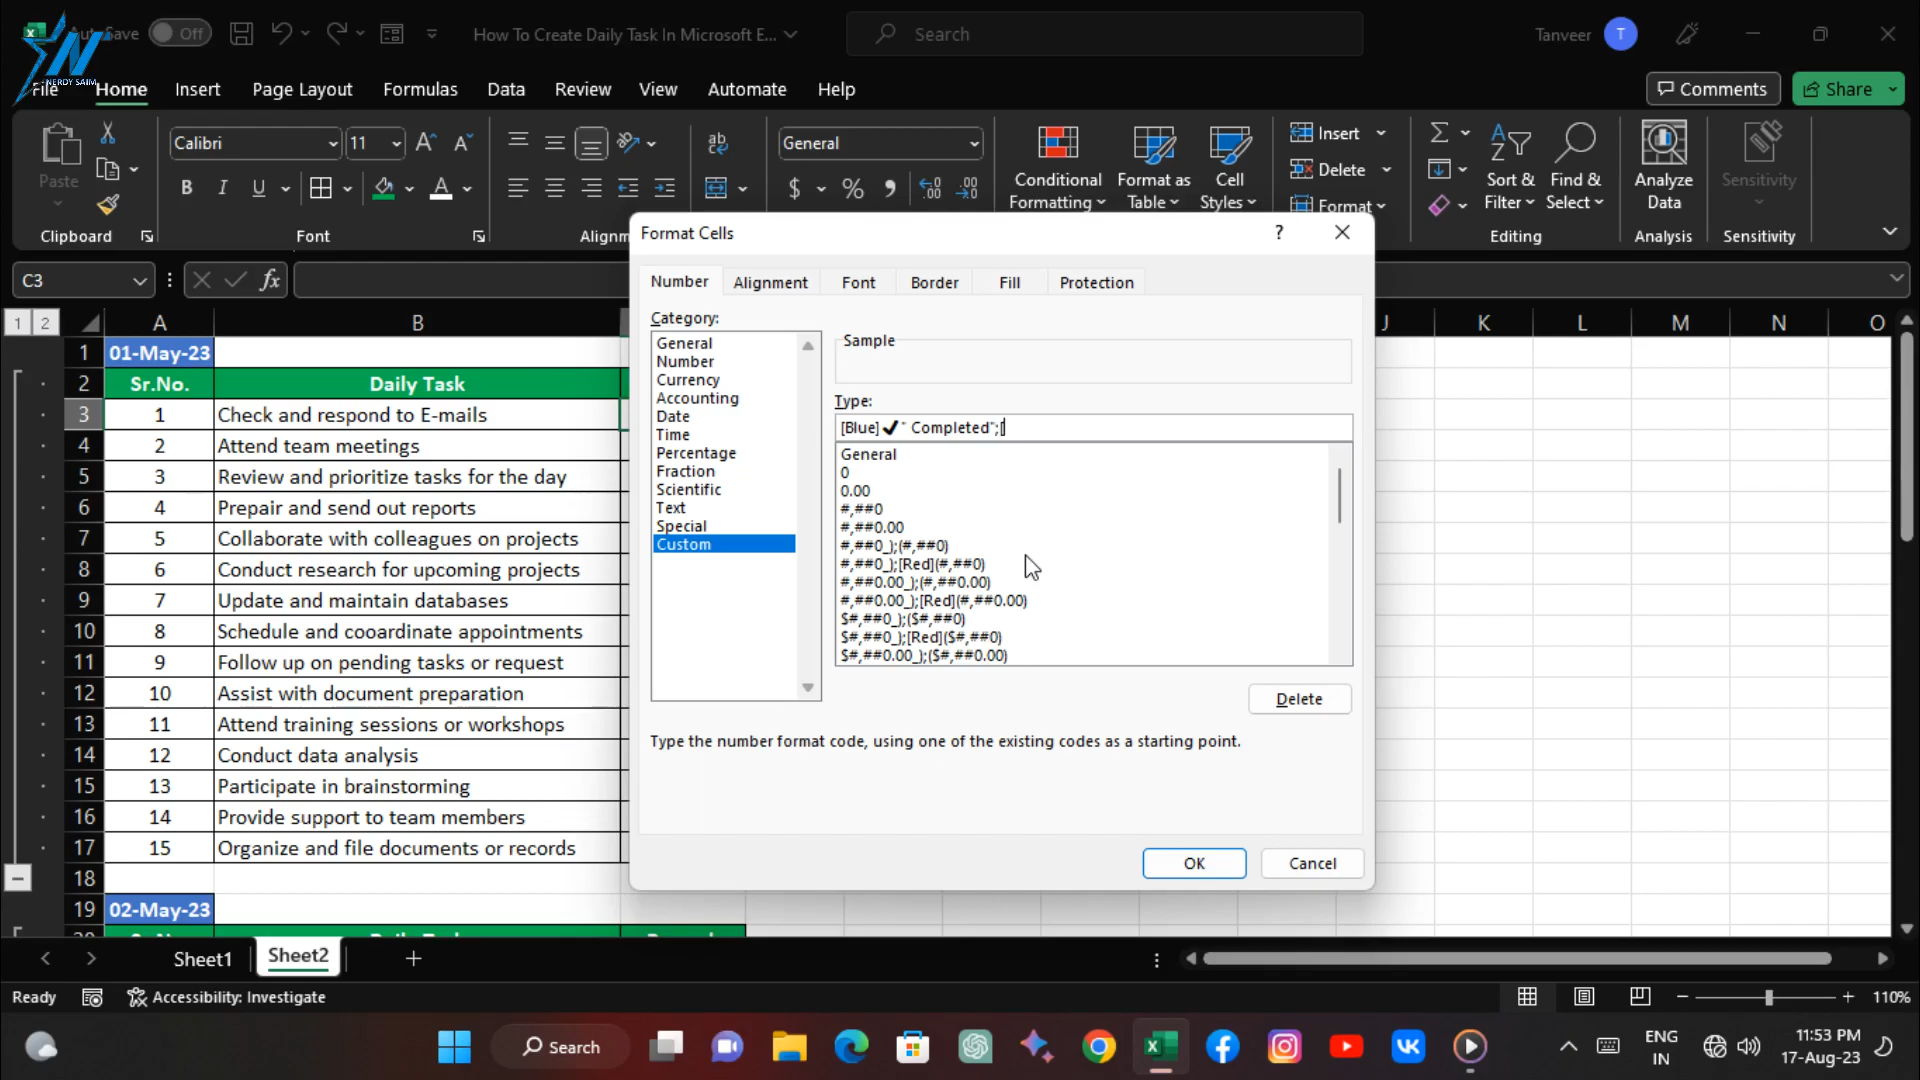 AutoSave Off How To Create Daily Task In Microsoft E... Search Tanveer T
NERDY SAIM
File Home Insert Page Layout Formulas Data Review View Automate Help Comments Share
Calibri 11 General Insert
Paste Conditional Format as Cell Delete Sort & Find & Analyze Sensitivity
B I U $ % Formatting Table Styles Format Filter Select Data
Clipboard Font Alignm Editing Analysis Sensitivity
Format Cells ?
C3 fx
Number Alignment Font Border Fill Protection
Category:
General
Number
Currency
Accounting
Date
Time
Percentage
Fraction
Scientific
Text
Special
Custom
Sample
Type:
[Blue]✔" Completed";[
General
0
0.00
#,##0
#,##0.00
#,##0_);(#,##0)
#,##0_);[Red](#,##0)
#,##0.00_);(#,##0.00)
#,##0.00_);[Red](#,##0.00)
$#,##0_);($#,##0)
$#,##0_);[Red]($#,##0)
$#,##0.00_);($#,##0.00)
Delete
Type the number format code, using one of the existing codes as a starting point.
OK Cancel
1 2 A B J K L M N O
1 01-May-23
2 Sr.No. Daily Task
3 1 Check and respond to E-mails
4 2 Attend team meetings
5 3 Review and prioritize tasks for the day
6 4 Prepair and send out reports
7 5 Collaborate with colleagues on projects
8 6 Conduct research for upcoming projects
9 7 Update and maintain databases
10 8 Schedule and cooardinate appointments
11 9 Follow up on pending tasks or request
12 10 Assist with document preparation
13 11 Attend training sessions or workshops
14 12 Conduct data analysis
15 13 Participate in brainstorming
16 14 Provide support to team members
17 15 Organize and file documents or records
18
19 02-May-23
Sheet1 Sheet2
Ready Accessibility: Investigate 110%
Search ENG 11:53 PM
IN 17-Aug-23